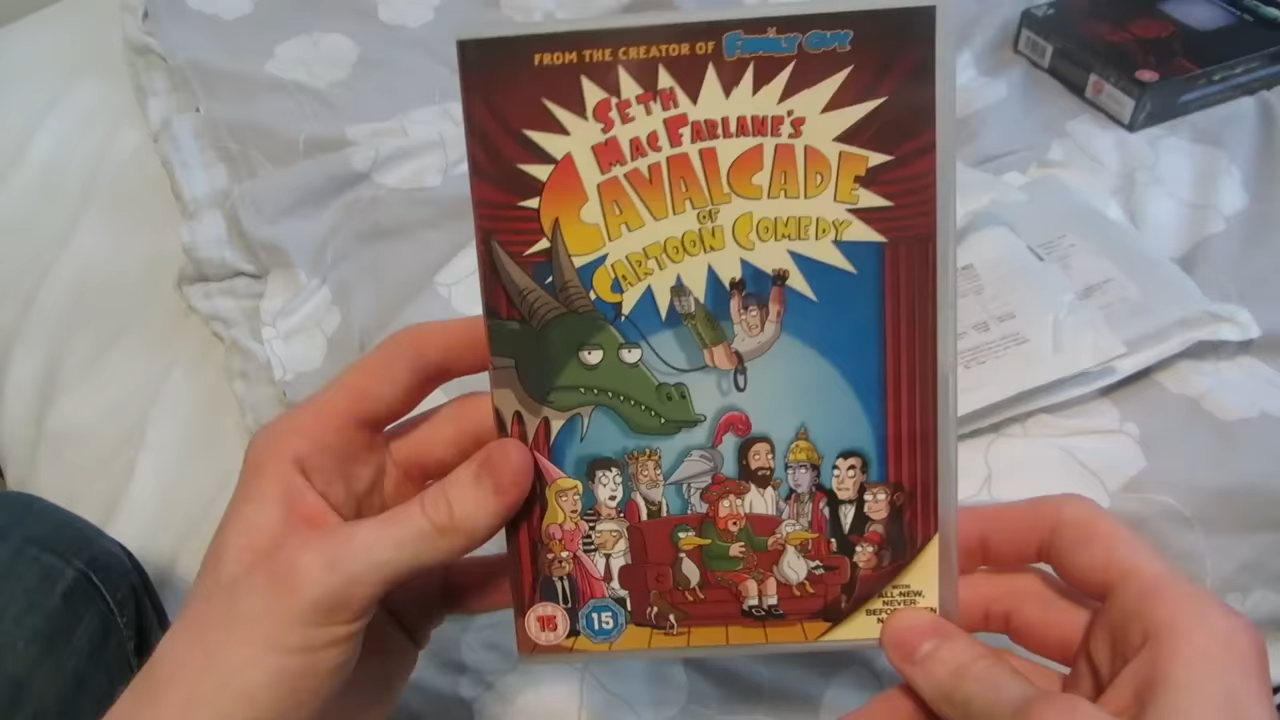 FROM THE CREATOR OF FAMILY GUY
SETH
MACFARLANE'S
CAVALCADE
OF
CARTOON COMEDY
15
15
WITH
ALL-NEW,
NEVER-